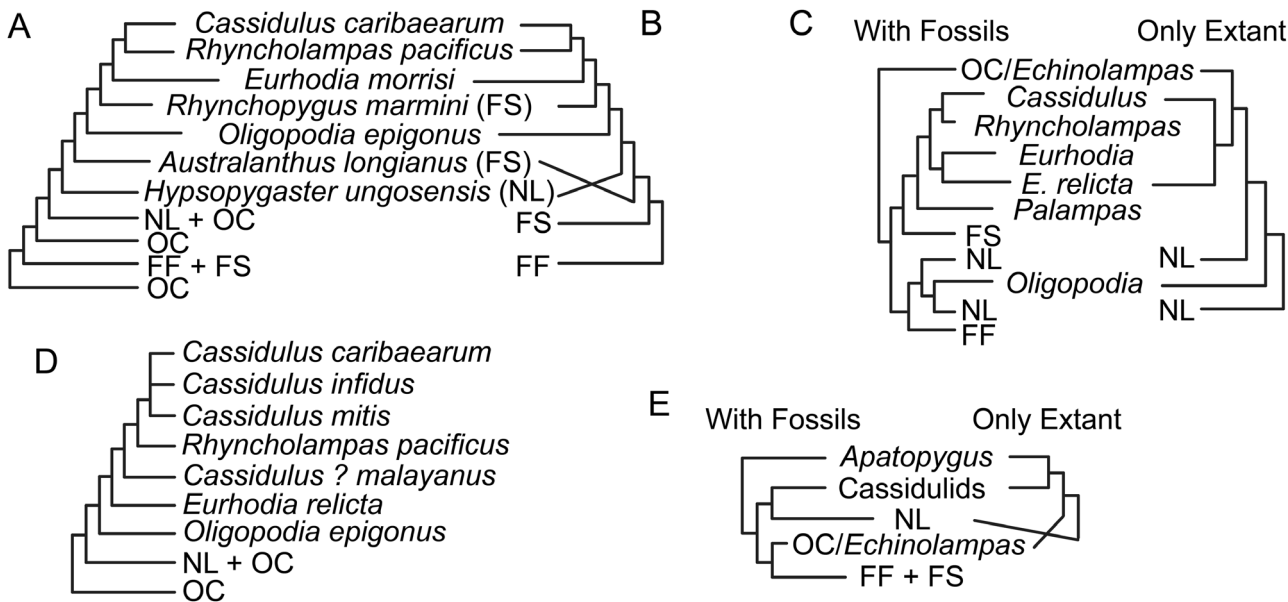 A
B
Cassidulus caribaearum
Rhyncholampas pacificus
Eurhodia morrisi
Rhynchopygus marmini (FS)
Oligopodia epigonus
Australanthus longianus (FS)
Hypsopygaster ungosensis (NL)
NL + OC
FS
OC
FF + FS
FF
OC
C
With Fossils
Only Extant
OC/Echinolampas
Cassidulus
Rhyncholampas
Eurhodia
E. relicta
Palampas
FS
NL
NL
Oligopodia
NL
NL
FF
D
Cassidulus caribaearum
Cassidulus infidus
Cassidulus mitis
Rhyncholampas pacificus
Cassidulus ? malayanus
Eurhodia relicta
Oligopodia epigonus
NL + OC
OC
E
With Fossils
Only Extant
Apatopygus
Cassidulids
NL
OC/Echinolampas
FF + FS